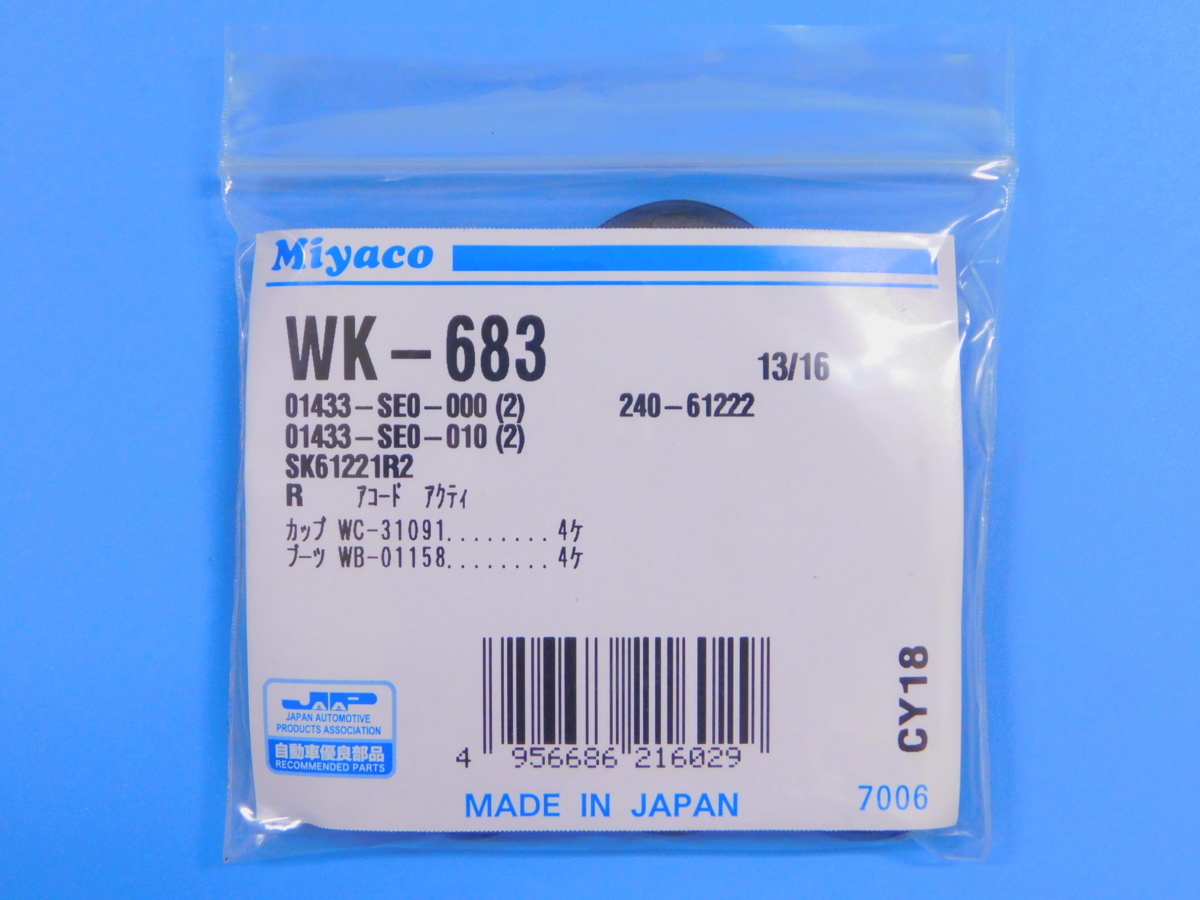 Miyaco
WK-683 13/16
01433-SE0-000 (2) 240-61222
01433-SE0-010 (2)
SK61221R2
R ｱｺｰﾄﾞ ｱｸﾃｨ
ｶｯﾌﾟ WC-31091........4ｹ
ﾌﾞｰﾂ WB-01158........4ｹ
CY18
JAPAN AUTOMOTIVE
PRODUCTS ASSOCIATION
自動車優良部品
RECOMMENDED PARTS
4 956686 216029
MADE IN JAPAN 7006